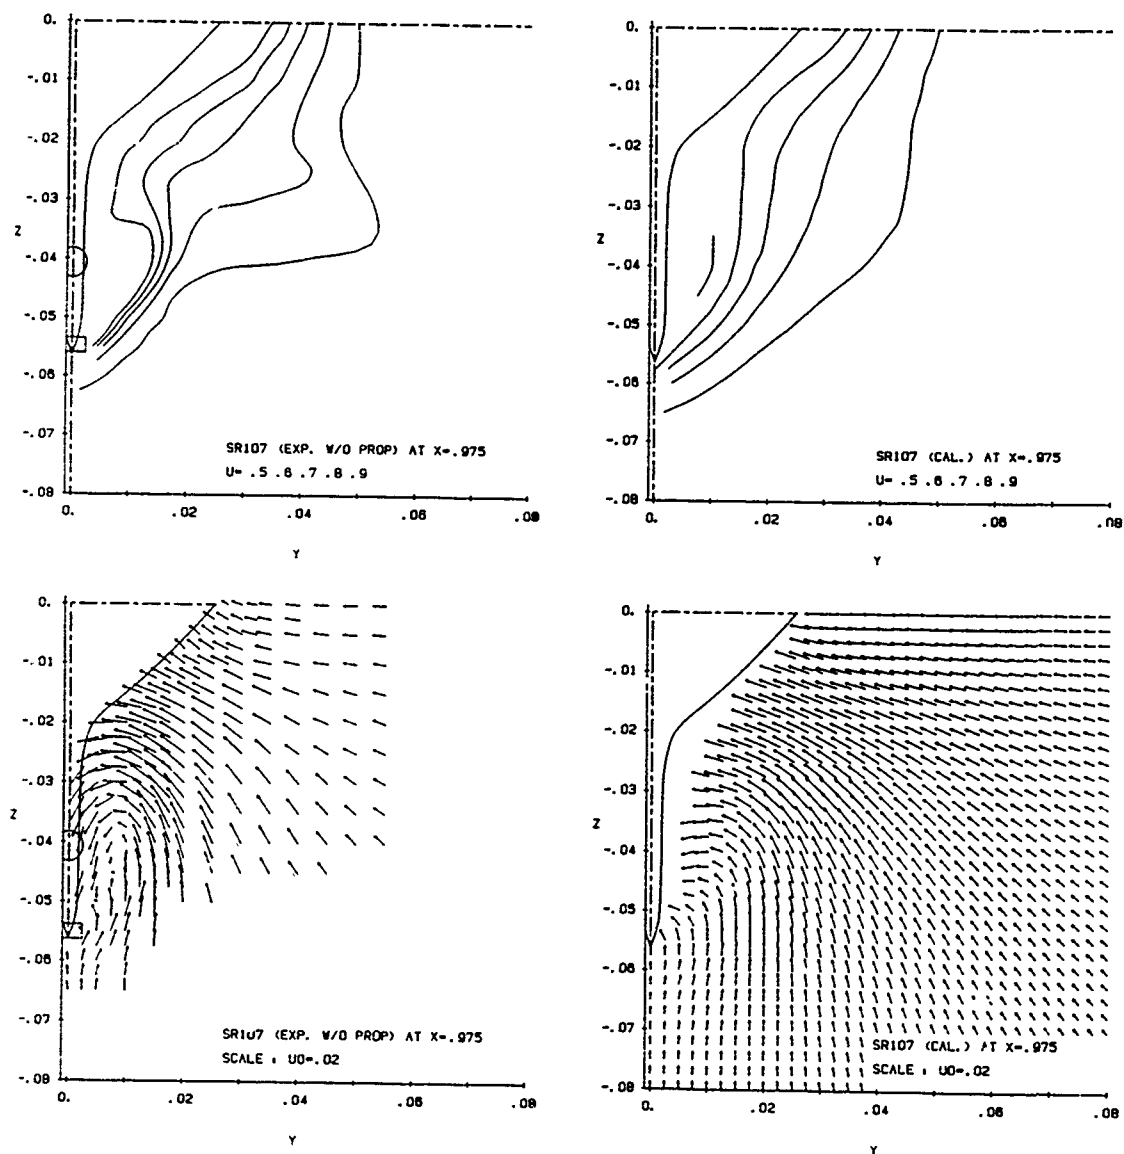 0.
-.01
-.02
-.03
Z
-.04
-.05
-.06
-.07
-.08
SR107 (EXP. W/O PROP) AT X=.975
U= .5 .6 .7 .8 .9
0. .02 .04 .06 .08
Y
0.
-.01
-.02
-.03
Z
-.04
-.05
-.06
-.07
-.08
SR107 (CAL.) AT X=.975
U= .5 .6 .7 .8 .9
0. .02 .04 .06 .08
Y
0.
-.01
-.02
-.03
Z
-.04
-.05
-.06
-.07
-.08
SR107 (EXP. W/O PROP) AT X=.975
SCALE : U0=.02
0. .02 .04 .06 .08
Y
0.
-.01
-.02
-.03
Z
-.04
-.05
-.06
-.07
-.08
SR107 (CAL.) AT X=.975
SCALE : U0=.02
0. .02 .04 .06 .08
Y